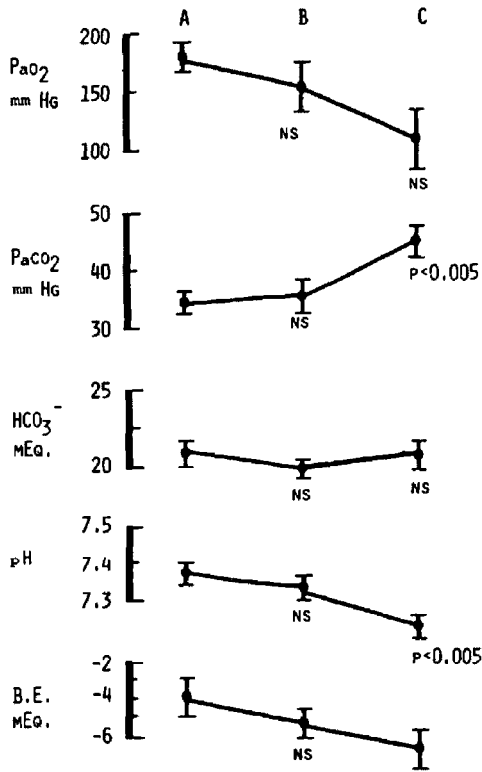 A B C
200
PaO2
mm Hg
150
100
NS
NS
50
PaCO2
mm Hg
40
30
NS
P<0.005
25
HCO3-
MEQ.
20
NS
NS
7.5
pH
7.4
7.3
NS
P<0.005
-2
B.E.
MEQ.
-4
-6
NS